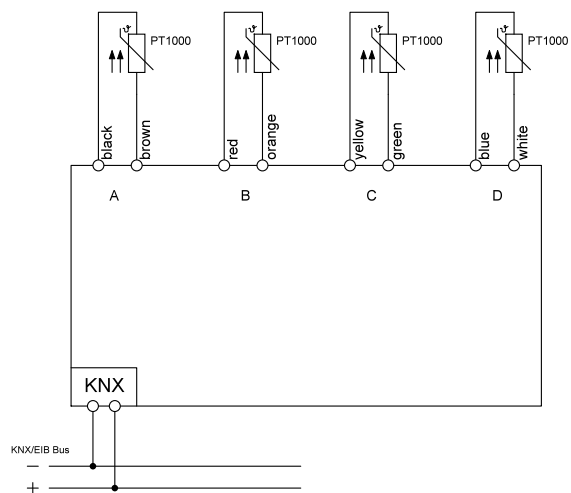 PT1000 PT1000 PT1000 PT1000
black brown red orange yellow green blue white
A B C D
KNX
KNX/EIB Bus
−
+